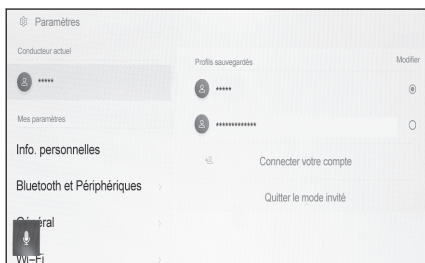 Paramètres
Conducteur actuel
*****
Mes paramètres
Info. personnelles
Bluetooth et Périphériques
Général
Wi-Fi
Profils sauvegardés
Modifier
*****
*************
Connecter votre compte
Quitter le mode invité